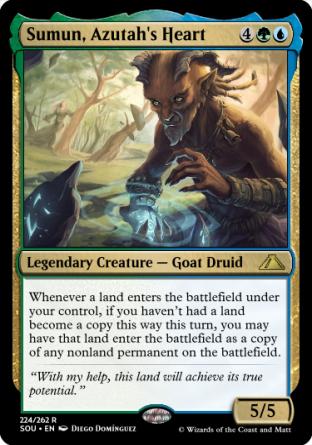 Sumun, Azutah's Heart 4
Legendary Creature — Goat Druid
Whenever a land enters the battlefield under
your control, if you haven't had a land
become a copy this way this turn, you may
have that land enter the battlefield as a copy
of any nonland permanent on the battlefield.
“With my help, this land will achieve its true
potential.”
5/5
224/262 R
SOU • EN Diego Domínguez
© Wizards of the Coast and Matt